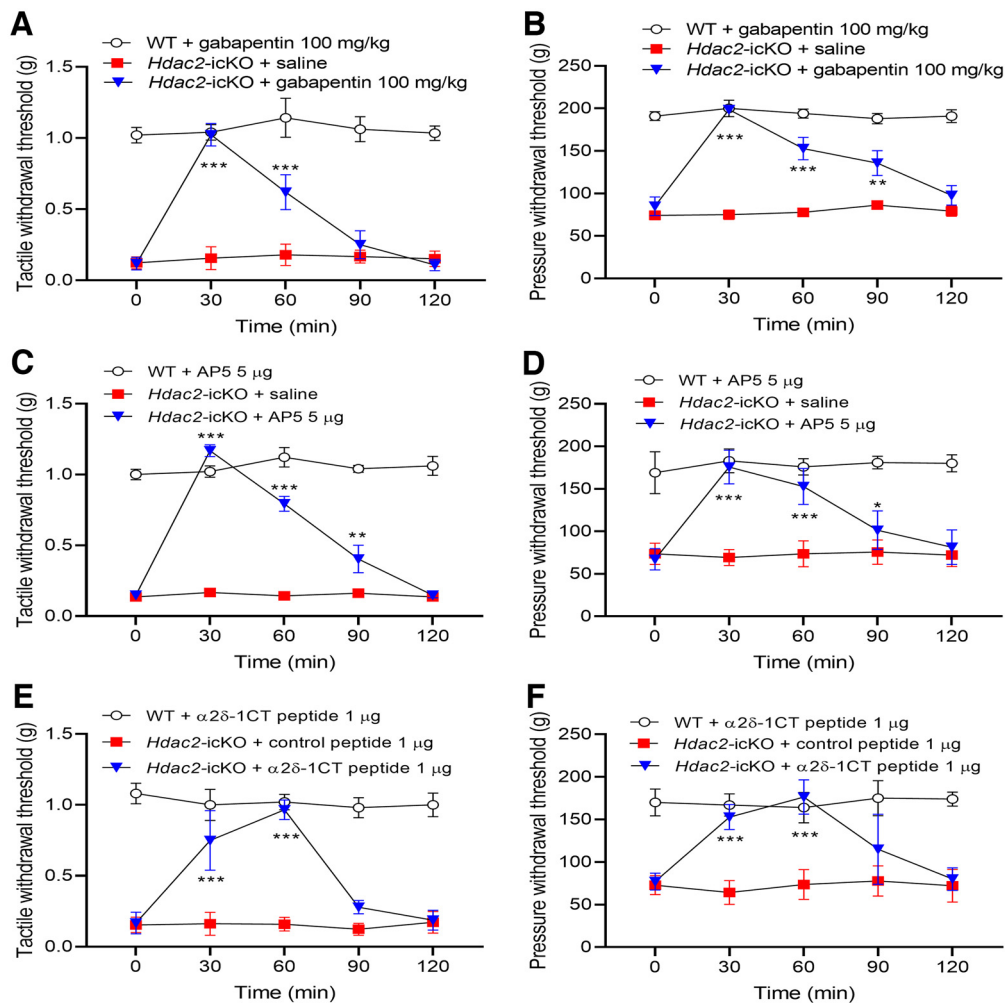 A
WT + gabapentin 100 mg/kg
Hdac2-icKO + saline
Hdac2-icKO + gabapentin 100 mg/kg
Tactile withdrawal threshold (g)
1.5
1.0
0.5
0.0
***
***
0 30 60 90 120
Time (min)
B
WT + gabapentin 100 mg/kg
Hdac2-icKO + saline
Hdac2-icKO + gabapentin 100 mg/kg
Pressure withdrawal threshold (g)
250
200
150
100
50
0
***
***
**
0 30 60 90 120
Time (min)
C
WT + AP5 5 μg
Hdac2-icKO + saline
Hdac2-icKO + AP5 5 μg
Tactile withdrawal threshold (g)
1.5
1.0
0.5
0.0
***
***
**
0 30 60 90 120
Time (min)
D
WT + AP5 5 μg
Hdac2-icKO + saline
Hdac2-icKO + AP5 5 μg
Pressure withdrawal threshold (g)
250
200
150
100
50
0
***
***
*
0 30 60 90 120
Time (min)
E
WT + α2δ-1CT peptide 1 μg
Hdac2-icKO + control peptide 1 μg
Hdac2-icKO + α2δ-1CT peptide 1 μg
Tactile withdrawal threshold (g)
1.5
1.0
0.5
0.0
***
***
0 30 60 90 120
Time (min)
F
WT + α2δ-1CT peptide 1 μg
Hdac2-icKO + control peptide 1 μg
Hdac2-icKO + α2δ-1CT peptide 1 μg
Pressure withdrawal threshold (g)
250
200
150
100
50
0
***
***
0 30 60 90 120
Time (min)